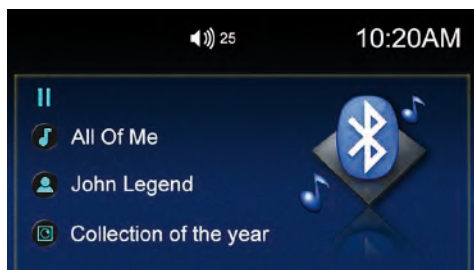 25
10:20AM
All Of Me
John Legend
Collection of the year